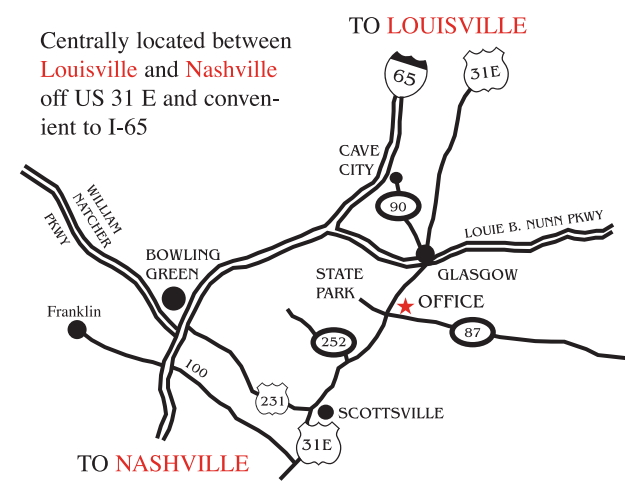 TO LOUISVILLE
Centrally located between
Louisville and Nashville
off US 31 E and conven-
ient to I-65
65
31E
CAVE
CITY
90
WILLIAM
NATCHER
PKWY
LOUIE B. NUNN PKWY
BOWLING
GREEN
STATE
PARK
GLASGOW
OFFICE
Franklin
252
87
100
231
SCOTTSVILLE
31E
TO NASHVILLE